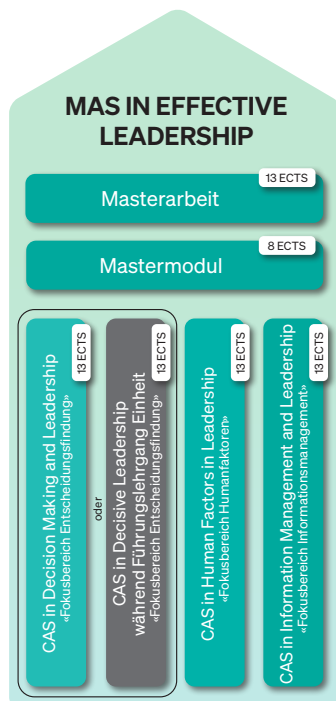 MAS IN EFFECTIVE
LEADERSHIP
13 ECTS
Masterarbeit
8 ECTS
Mastermodul
13 ECTS
CAS in Decision Making and Leadership
«Fokusbereich Entscheidungsfindung»
oder
13 ECTS
CAS in Decisive Leadership
während Führungslehrgang Einheit
«Fokusbereich Entscheidungsfindung»
13 ECTS
CAS in Human Factors in Leadership
«Fokusbereich Humanfaktoren»
13 ECTS
CAS in Information Management and Leadership
«Fokusbereich Informationsmanagement»